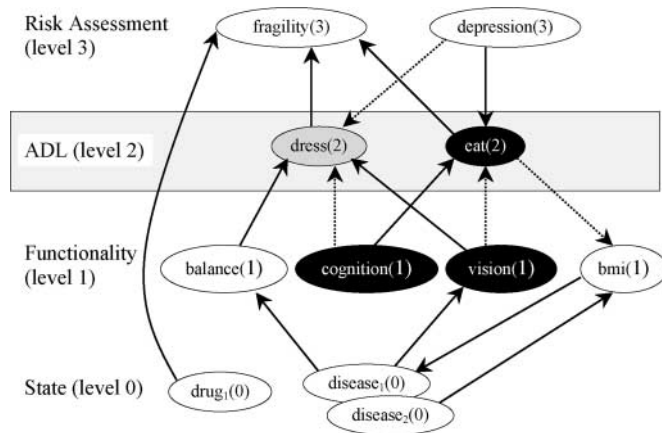 Risk Assessment
(level 3)
fragility(3)
depression(3)
ADL (level 2)
dress(2)
eat(2)
Functionality
(level 1)
balance(1)
cognition(1)
vision(1)
bmi(1)
State (level 0)
drug₁(0)
disease₁(0)
disease₂(0)